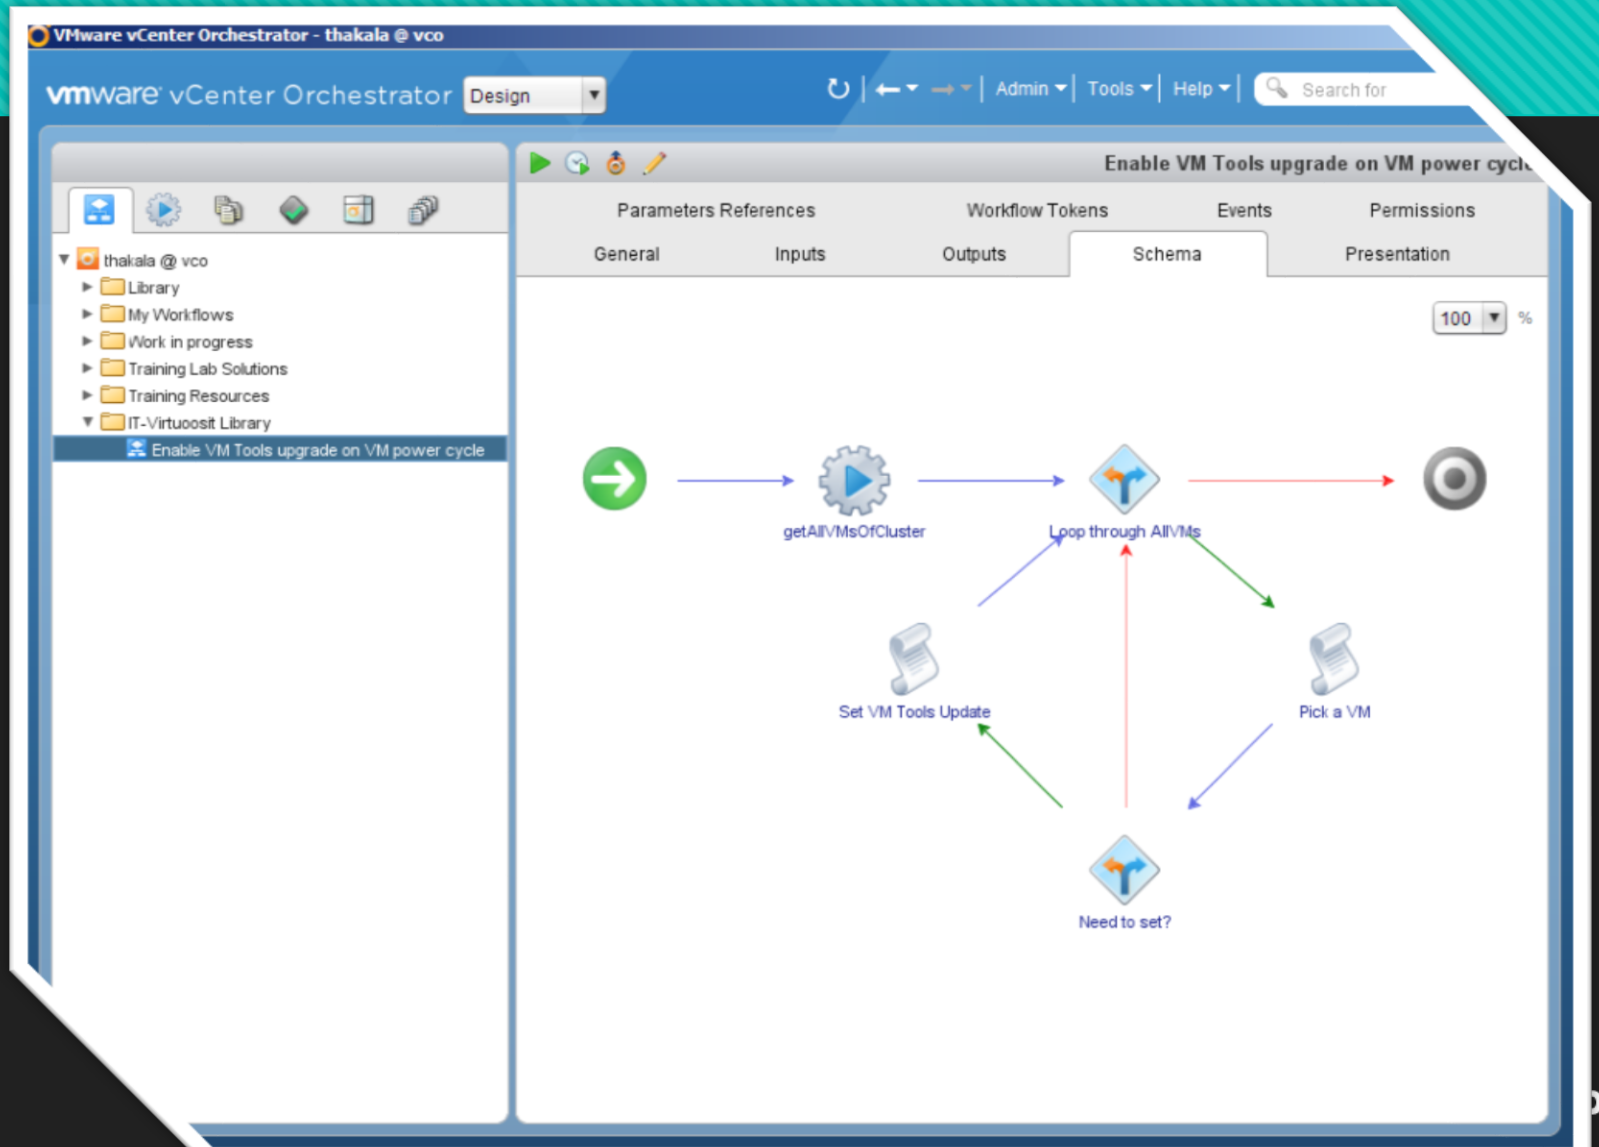 VMware vCenter Orchestrator - thakala @ vco
vmware vCenter Orchestrator Design Admin Tools Help Search for
Enable VM Tools upgrade on VM power cycle
Parameters References Workflow Tokens Events Permissions
General Inputs Outputs Schema Presentation
thakala @ vco
Library
My Workflows
Work in progress
Training Lab Solutions
Training Resources
IT-Virtuoosit Library
Enable VM Tools upgrade on VM power cycle
100 %
getAllVMsOfCluster
Loop through AllVMs
Set VM Tools Update
Pick a VM
Need to set?